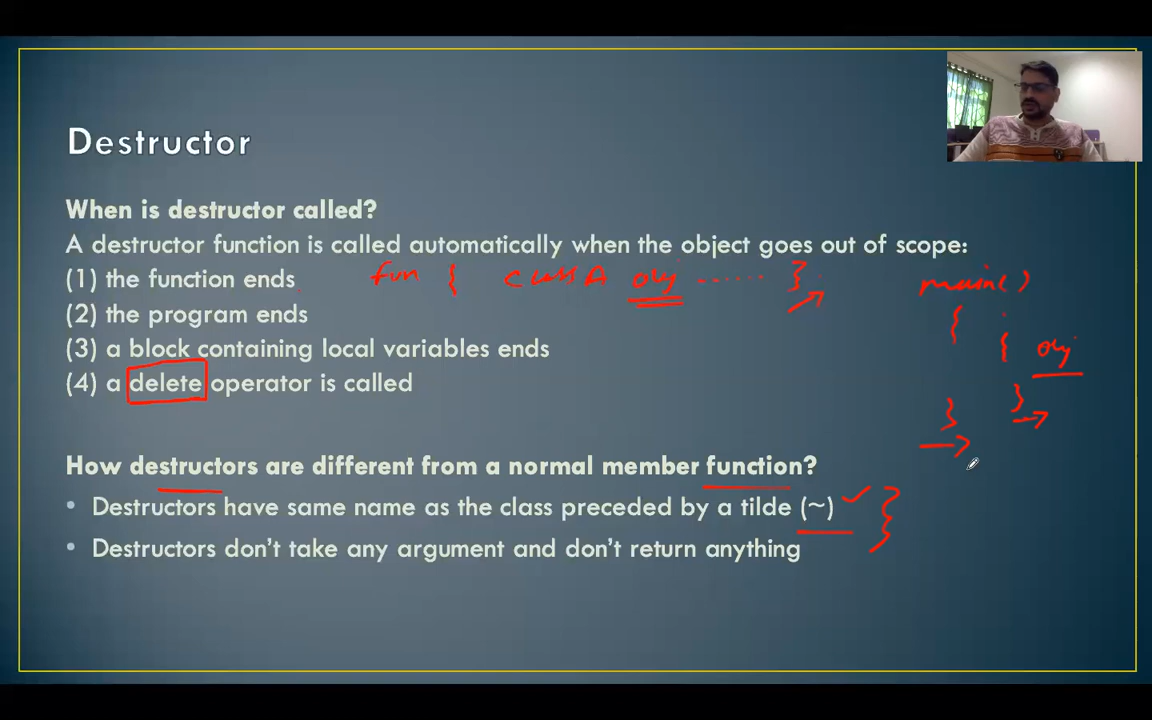 Destructor
When is destructor called?
A destructor function is called automatically when the object goes out of scope:
(1) the function ends fun { class A obj ...... }
(2) the program ends
(3) a block containing local variables ends
(4) a delete operator is called
main()
{
{ obj
}
}
How destructors are different from a normal member function?
• Destructors have same name as the class preceded by a tilde (~)
• Destructors don't take any argument and don't return anything